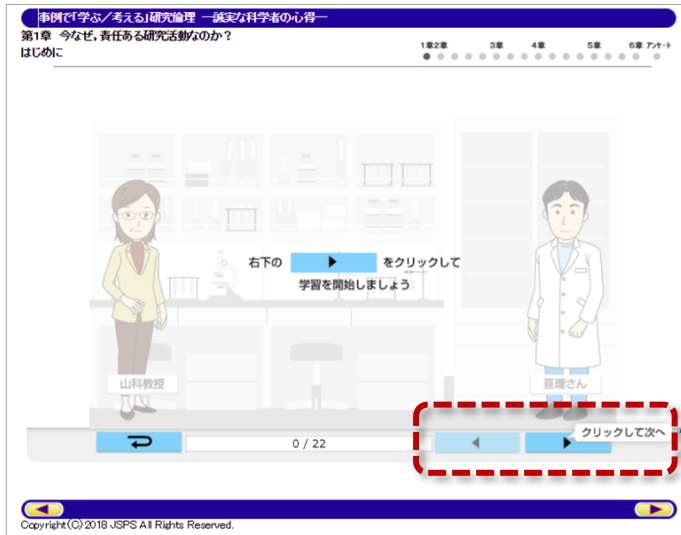 事例で「学ぶ/考える」研究倫理 ―誠実な科学者の心得―
第1章 今なぜ,責任ある研究活動なのか?
はじめに
1章2章 3章 4章 5章 6章 アンケート
右下の ▶ をクリックして
学習を開始しましょう
山科教授
亘理さん
クリックして次へ
0 / 22
Copyright(C) 2018 JSPS All Rights Reserved.